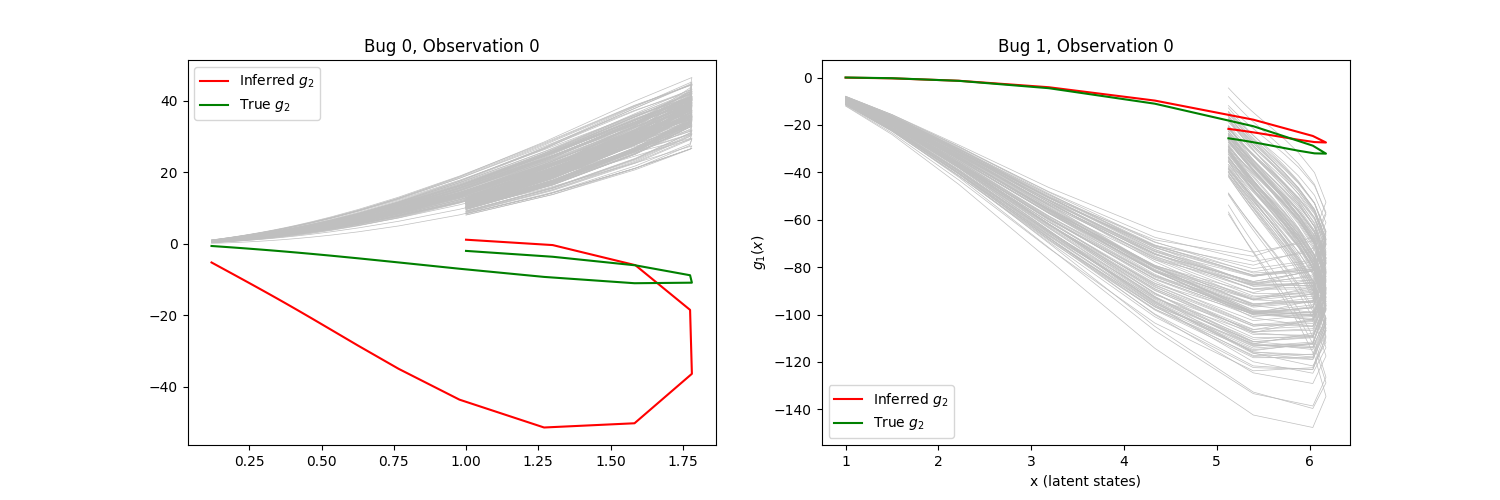 Bug 0, Observation 0
Inferred g₂
True g₂
40
20
0
−20
−40
0.25 0.50 0.75 1.00 1.25 1.50 1.75
Bug 1, Observation 0
0
−20
−40
−60
−80
−100
−120
−140
g₁(x)
Inferred g₂
True g₂
1 2 3 4 5 6
x (latent states)